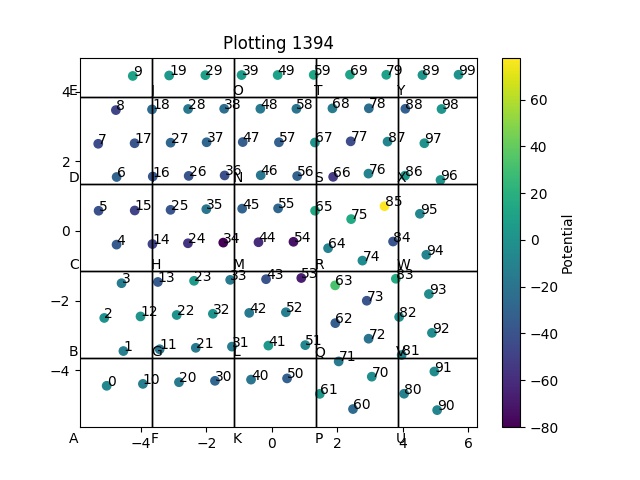 Plotting 1394
9 19 29 39 49 59 69 79 89 99
E O T Y
8 18 28 38 48 58 68 78 88 98
7 17 27 37 47 57 67 77 87 97
6 16 26 36 46 56 66 76 86 96
D N S X
5 15 25 35 45 55 65 75 85 95
4 14 24 34 44 54 64 74 84 94
C H M R W
3 13 23 33 43 53 63 73 83 93
2 12 22 32 42 52 62 72 82 92
1 11 21 31 41 51 71 81 91
B G L Q V
0 10 20 30 40 50 61 60 70 80 90
A F K P U
4
2
0
−2
−4
−4 −2 0 2 4 6
60
40
20
0
−20
−40
−60
−80
Potential